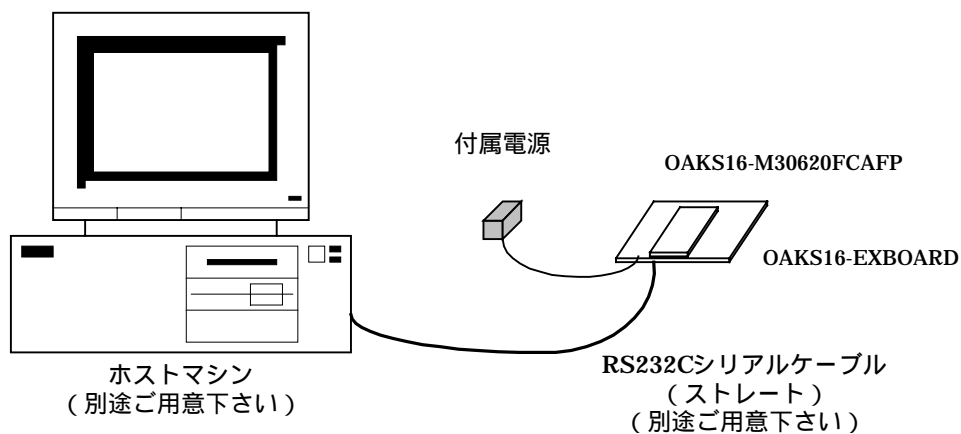 付属電源
OAKS16-M30620FCAFP
OAKS16-EXBOARD
ホストマシン
(別途ご用意下さい)
RS232Cシリアルケーブル
(ストレート)
(別途ご用意下さい)